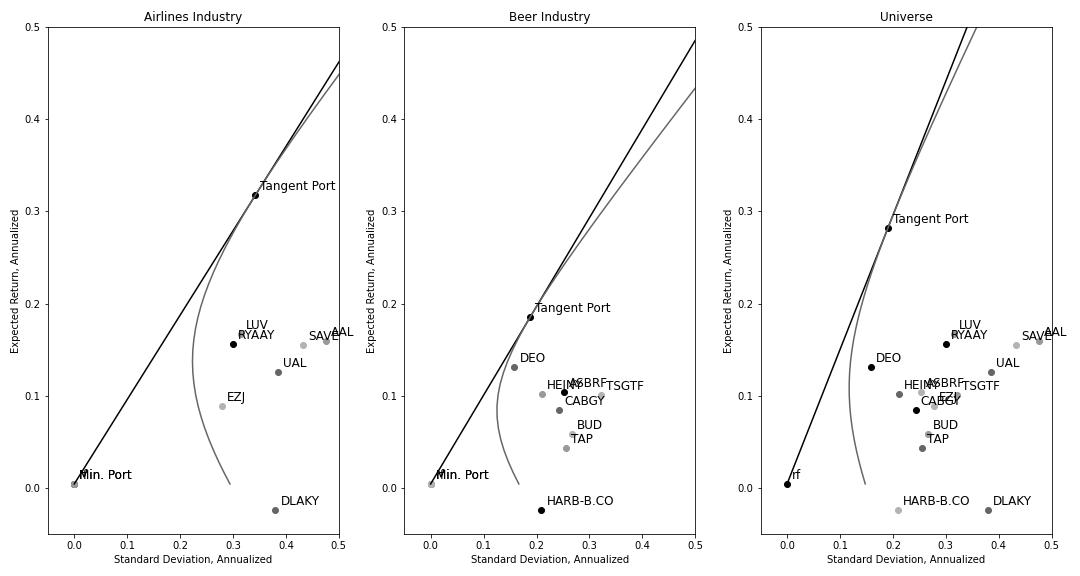 Airlines Industry
Expected Return, Annualized
0.5
0.4
0.3
0.2
0.1
0.0
Tangent Port
LUV
RYAAY
SAVE
AAL
UAL
EZJ
Min. Port
DLAKY
0.0 0.1 0.2 0.3 0.4 0.5
Standard Deviation, Annualized
Beer Industry
Expected Return, Annualized
0.5
0.4
0.3
0.2
0.1
0.0
Tangent Port
DEO
HEINY
ASBRF
TSGTF
CABGY
BUD
TAP
Min. Port
HARB-B.CO
0.0 0.1 0.2 0.3 0.4 0.5
Standard Deviation, Annualized
Universe
Expected Return, Annualized
0.5
0.4
0.3
0.2
0.1
0.0
Tangent Port
LUV
RYAAY
SAVE
AAL
DEO
UAL
HEINY
ASBRF
TSGTF
EZJ
CABGY
BUD
TAP
rf
HARB-B.CO
DLAKY
0.0 0.1 0.2 0.3 0.4 0.5
Standard Deviation, Annualized